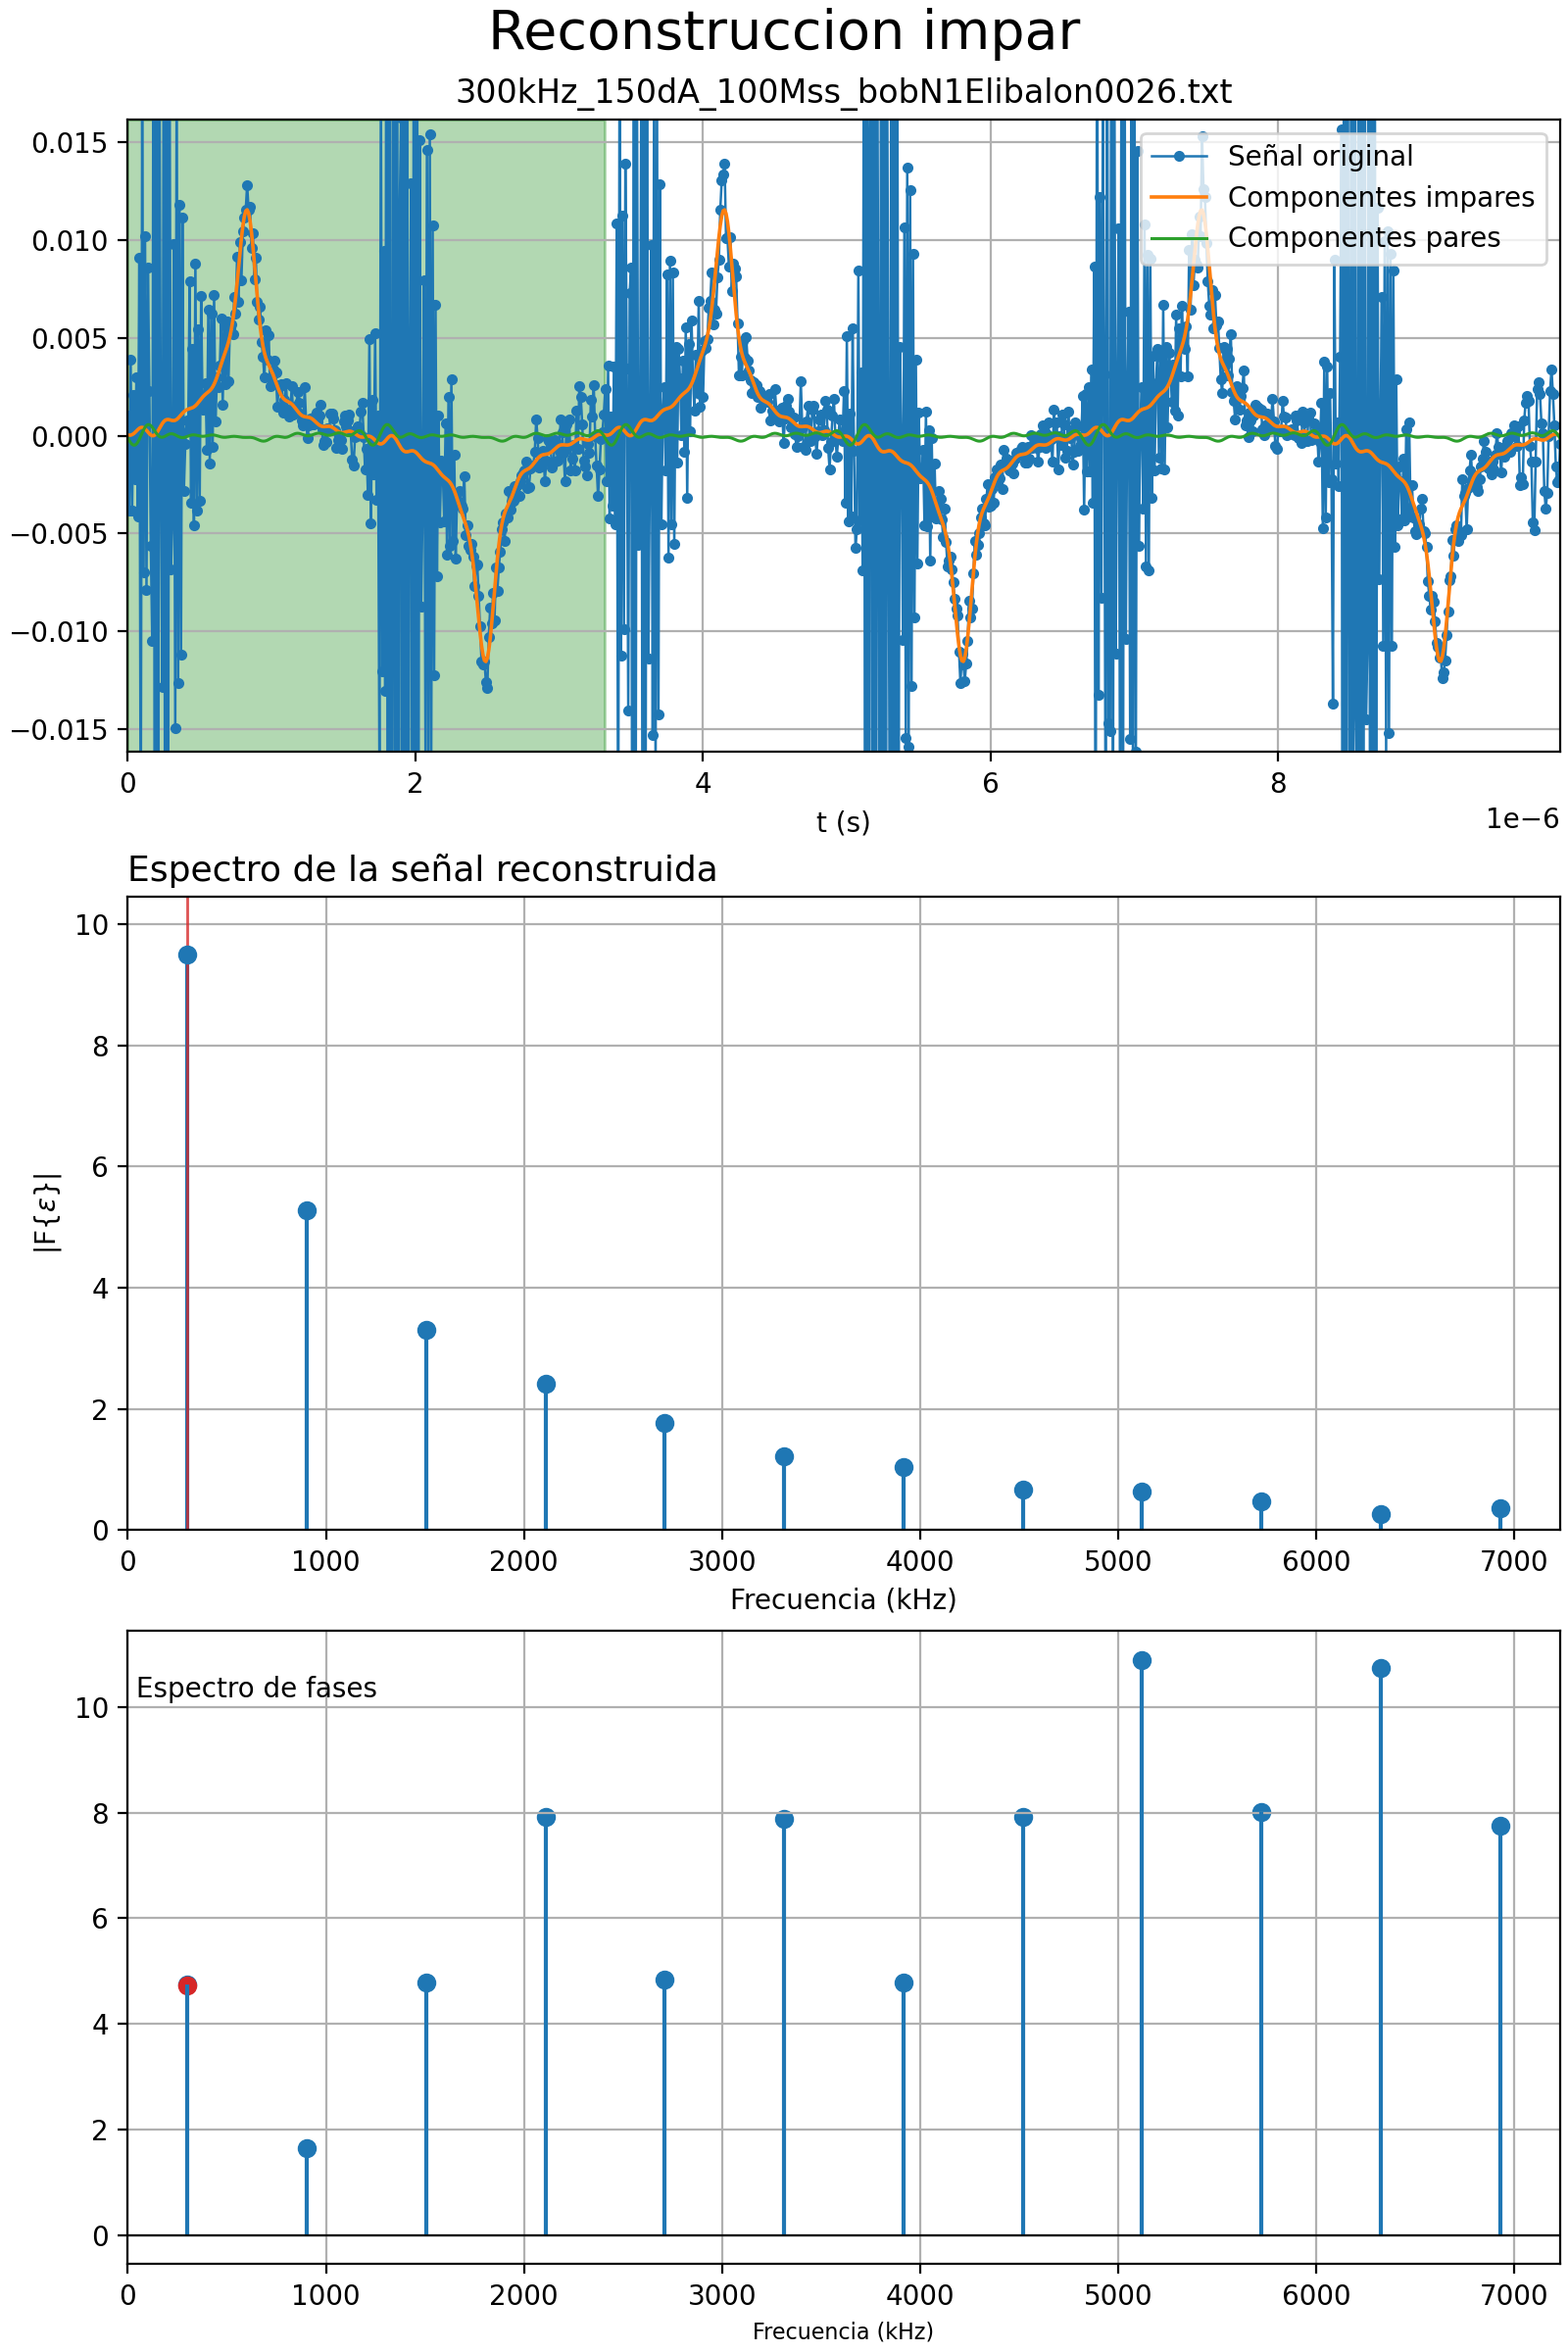 Reconstruccion impar
300kHz_150dA_100Mss_bobN1Elibalon0026.txt
0.015
0.010
0.005
0.000
−0.005
−0.010
−0.015
Señal original
Componentes impares
Componentes pares
0 2 4 6 8
1e−6
t (s)
Espectro de la señal reconstruida
10
8
6
4
2
0
|F{ε}|
0 1000 2000 3000 4000 5000 6000 7000
Frecuencia (kHz)
Espectro de fases
10
8
6
4
2
0
0 1000 2000 3000 4000 5000 6000 7000
Frecuencia (kHz)